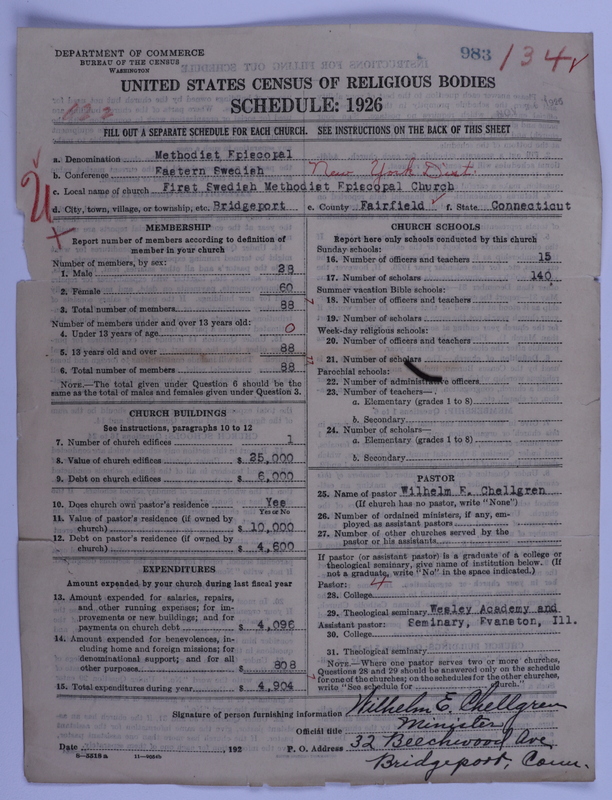 DEPARTMENT OF COMMERCE
BUREAU OF THE CENSUS
WASHINGTON
983 134
UNITED STATES CENSUS OF RELIGIOUS BODIES
SCHEDULE: 1926
FILL OUT A SEPARATE SCHEDULE FOR EACH CHURCH. SEE INSTRUCTIONS ON THE BACK OF THIS SHEET
a. Denomination Methodist Episcopal
b. Conference Eastern Swedish New York Dist.
c. Local name of church First Swedish Methodist Episcopal Church
d. City, town, village, or township, etc. Bridgeport e. County Fairfield f. State Connecticut
MEMBERSHIP
Report number of members according to definition of
member in your church
Number of members, by sex:
1. Male 28
2. Female 60
3. Total number of members 88
Number of members under and over 13 years old:
4. Under 13 years of age 0
5. 13 years old and over 88
6. Total number of members 88
NOTE.—The total given under Question 6 should be the
same as the total of males and females given under Question 3.
CHURCH BUILDINGS
See instructions, paragraphs 10 to 12
7. Number of church edifices 1
8. Value of church edifices $ 25,000
9. Debt on church edifices $ 6,000
10. Does church own pastor's residence Yes
Yes or No
11. Value of pastor's residence (if owned by
church) $ 10,000
12. Debt on pastor's residence (if owned by
church) $ 4,600
EXPENDITURES
Amount expended by your church during last fiscal year
13. Amount expended for salaries, repairs,
and other running expenses; for im-
provements or new buildings; and for
payments on church debt $ 4,096
14. Amount expended for benevolences, in-
cluding home and foreign missions; for
denominational support; and for all
other purposes $ 808
15. Total expenditures during year $ 4,904
CHURCH SCHOOLS
Report here only schools conducted by this church
Sunday schools:
16. Number of officers and teachers 15
17. Number of scholars 140
Summer vacation Bible schools:
18. Number of officers and teachers
19. Number of scholars
Week-day religious schools:
20. Number of officers and teachers
21. Number of scholars
Parochial schools:
22. Number of administrative officers
23. Number of teachers—
a. Elementary (grades 1 to 8)
b. Secondary
24. Number of scholars—
a. Elementary (grades 1 to 8)
b. Secondary
PASTOR
25. Name of pastor Wilhelm E. Chellgren
(If church has no pastor, write "None")
26. Number of ordained ministers, if any, em-
ployed as assistant pastors
27. Number of other churches served by the
pastor or his assistants
If pastor (or assistant pastor) is a graduate of a college or
theological seminary, give name of institution below. (If
not a graduate, write "No" in the space indicated.)
Pastor: 4
28. College
29. Theological seminary Wesley Academy and
Assistant pastor: Seminary, Evanston, Ill.
30. College
31. Theological seminary
NOTE.—Where one pastor serves two or more churches,
Questions 28 and 29 should be answered only on the schedule
for one of the churches; on the schedules for the other churches,
write "See schedule for church."
Signature of person furnishing information Wilhelm E. Chellgren
Official title Minister
Date , 192 P. O. Address 32 Beechwood Ave
8—5318a Bridgeport, Conn.